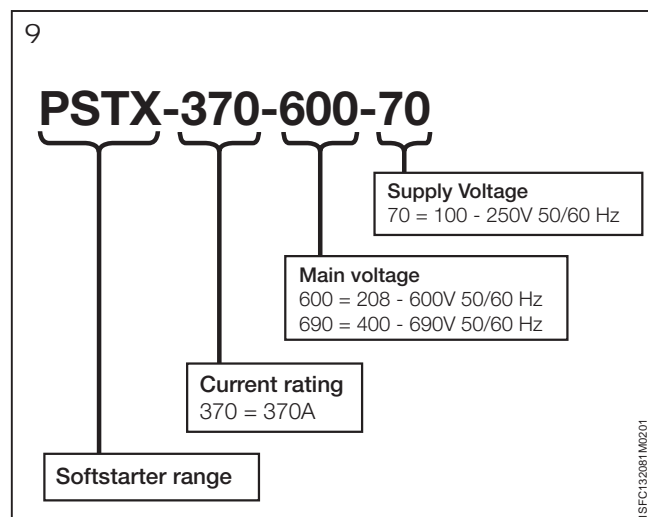 9
PSTX-370-600-70
Supply Voltage
70 = 100 - 250V 50/60 Hz
Main voltage
600 = 208 - 600V 50/60 Hz
690 = 400 - 690V 50/60 Hz
Current rating
370 = 370A
Softstarter range
ISFC132081M0201